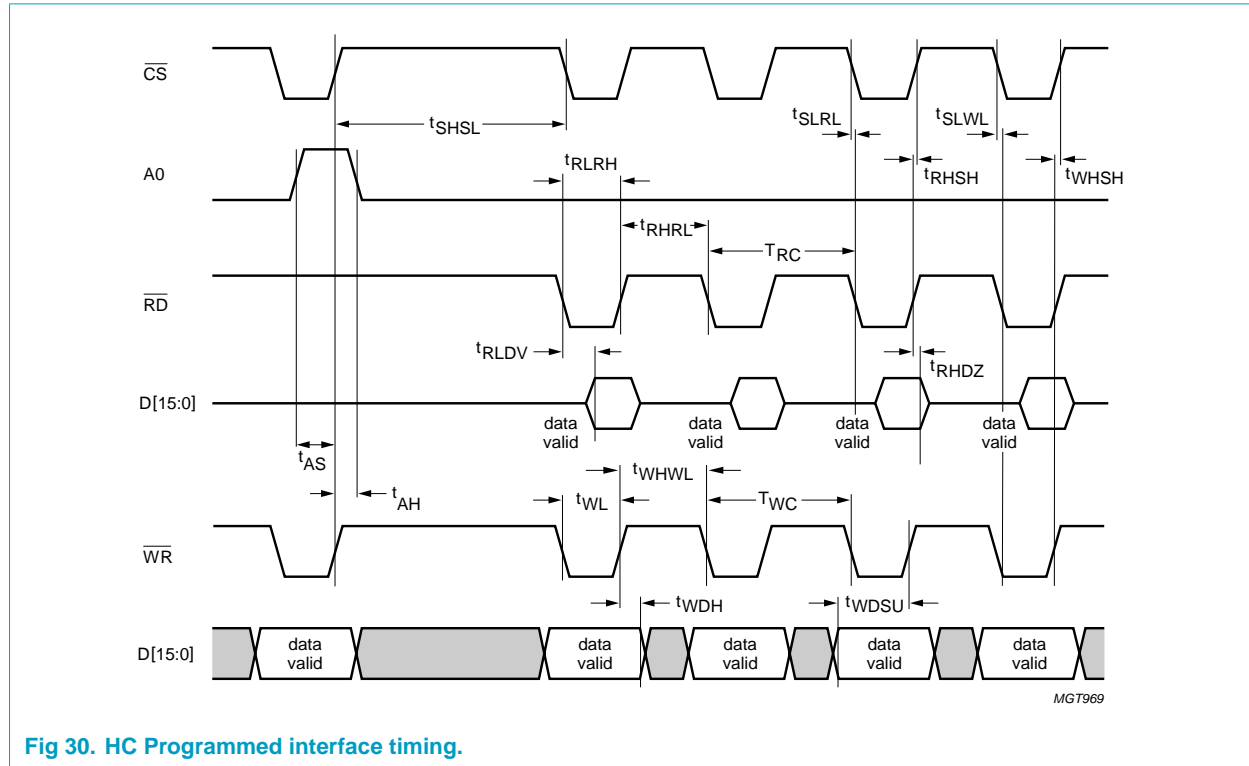 CS
tSLRL
tSLWL
tSHSL
A0
tRLRH
tRHSH
tWHSH
tRHRL
TRC
RD
tRLDV
tRHDZ
D[15:0]
data valid
data valid
data valid
data valid
tAS
tWHWL
tAH
tWL
TWC
WR
tWDH
tWDSU
D[15:0]
data valid
data valid
data valid
data valid
data valid
MGT969
Fig 30. HC Programmed interface timing.